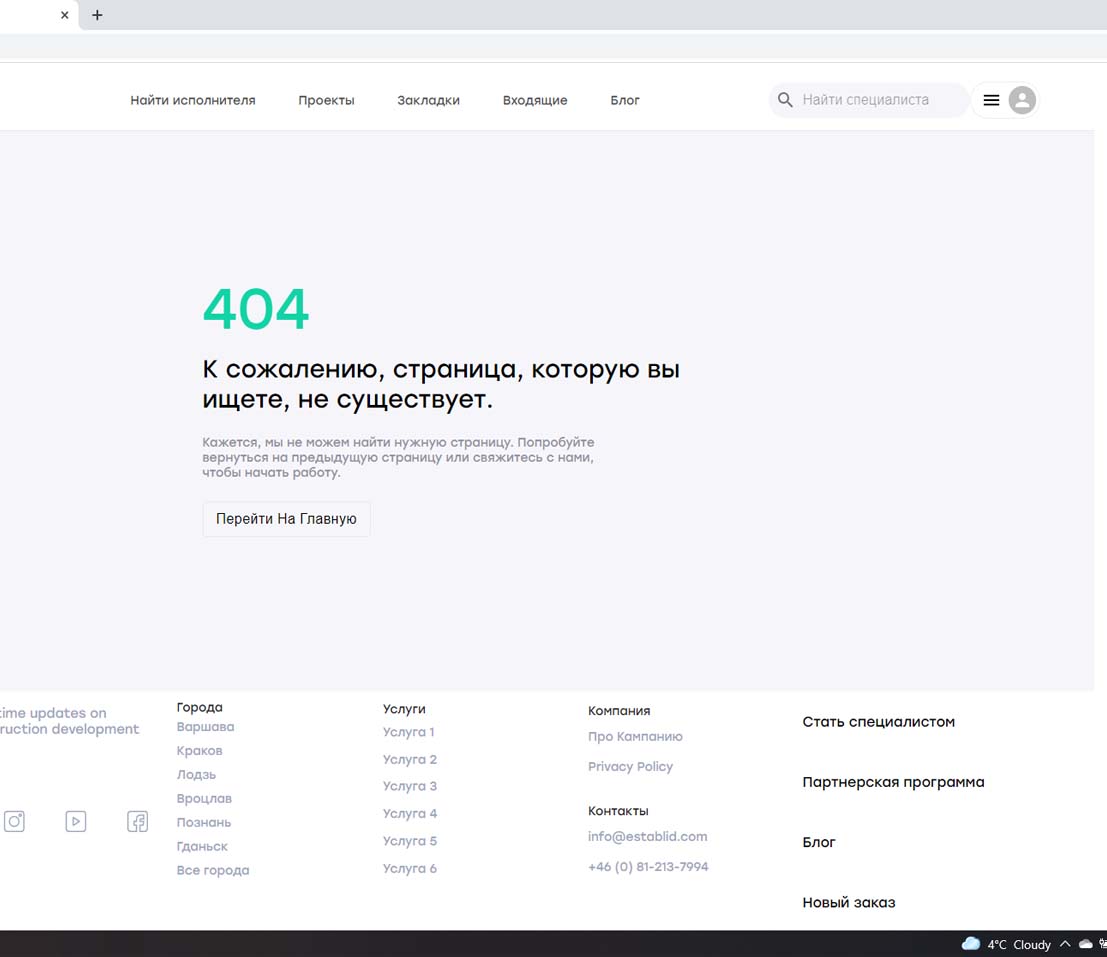 Найти исполнителя
Проекты
Закладки
Входящие
Блог
Найти специалиста
404
К сожалению, страница, которую вы
ищете, не существует.
Кажется, мы не можем найти нужную страницу. Попробуйте
вернуться на предыдущую страницу или свяжитесь с нами,
чтобы начать работу.
Перейти На Главную
time updates on
ruction development
Города
Варшава
Краков
Лодзь
Вроцлав
Познань
Гданьск
Все города
Услуги
Услуга 1
Услуга 2
Услуга 3
Услуга 4
Услуга 5
Услуга 6
Компания
Про Кампанию
Privacy Policy
Контакты
info@establid.com
+46 (0) 81-213-7994
Стать специалистом
Партнерская программа
Блог
Новый заказ
4°C Cloudy